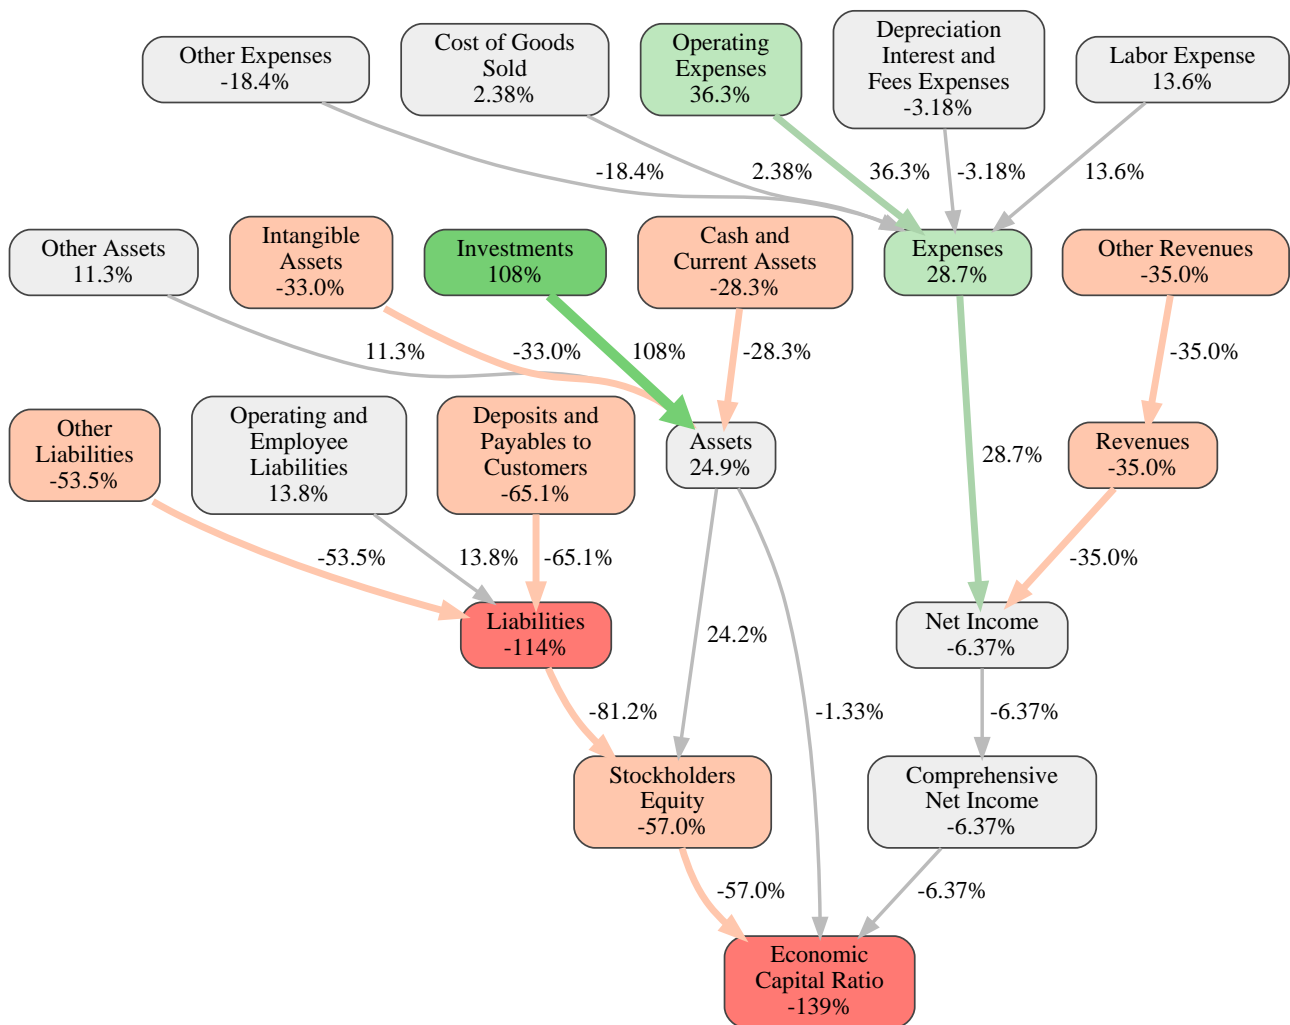 Other Expenses
-18.4%
Cost of Goods
Sold
2.38%
Operating
Expenses
36.3%
Depreciation
Interest and
Fees Expenses
-3.18%
Labor Expense
13.6%
-18.4%
2.38%
36.3%
-3.18%
13.6%
Other Assets
11.3%
Intangible
Assets
-33.0%
Investments
108%
Cash and
Current Assets
-28.3%
Expenses
28.7%
Other Revenues
-35.0%
11.3%
-33.0%
108%
-28.3%
-35.0%
Other
Liabilities
-53.5%
Operating and
Employee
Liabilities
13.8%
Deposits and
Payables to
Customers
-65.1%
Assets
24.9%
28.7%
Revenues
-35.0%
-53.5%
13.8%
-65.1%
-35.0%
Liabilities
-114%
24.2%
Net Income
-6.37%
-81.2%
-1.33%
-6.37%
Stockholders
Equity
-57.0%
Comprehensive
Net Income
-6.37%
-57.0%
-6.37%
Economic
Capital Ratio
-139%